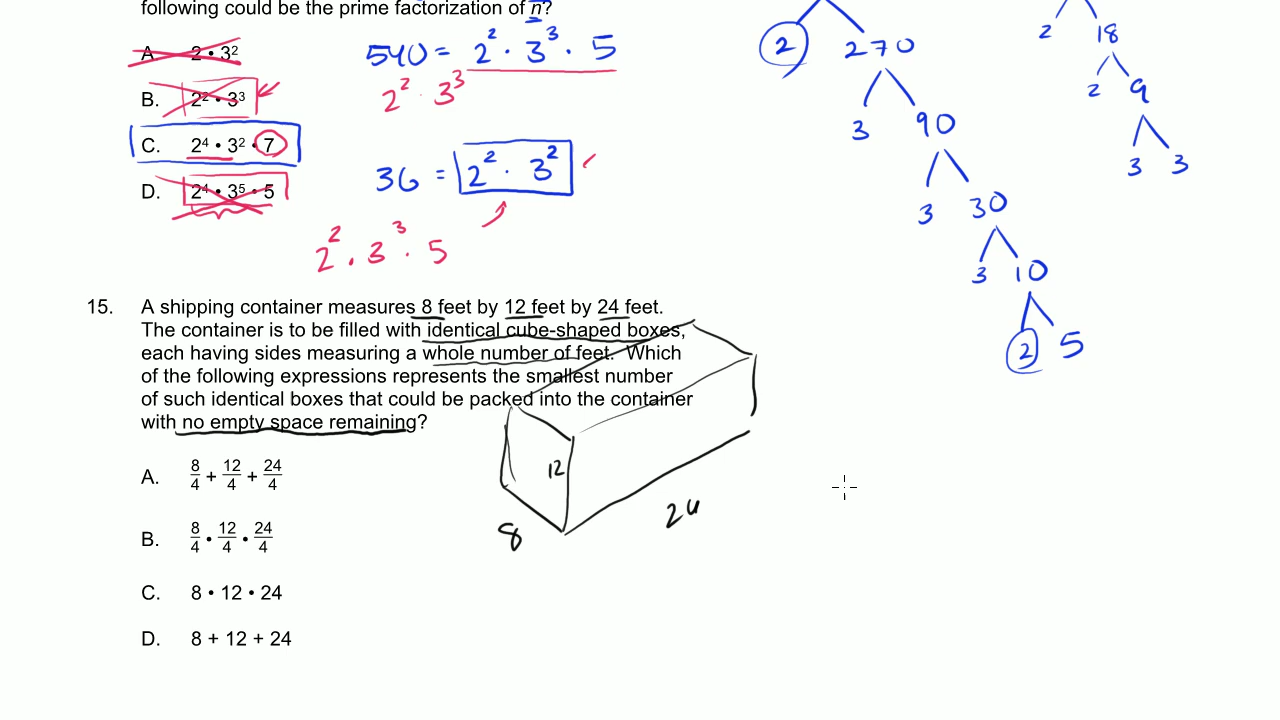 following could be the prime factorization of n?
A. 2 • 3²
B. 2² • 3³
C. 2⁴ • 3² • 7
D. 2⁴ • 3⁵ • 5
540 = 2² · 3³ · 5
2² · 3³
36 = 2² · 3²
2² · 3³ · 5
2 270
3 90
3 30
3 10
2 5
2 18
2 9
3 3
15. A shipping container measures 8 feet by 12 feet by 24 feet.
The container is to be filled with identical cube-shaped boxes,
each having sides measuring a whole number of feet. Which
of the following expressions represents the smallest number
of such identical boxes that could be packed into the container
with no empty space remaining?
A. 8/4 + 12/4 + 24/4
B. 8/4 • 12/4 • 24/4
C. 8 • 12 • 24
D. 8 + 12 + 24
12
8
24